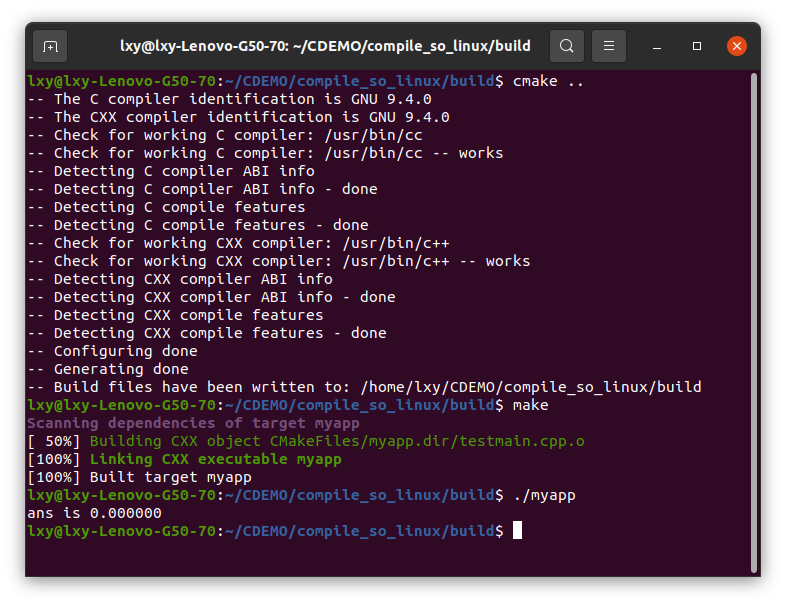 lxy@lxy-Lenovo-G50-70: ~/CDEMO/compile_so_linux/build
lxy@lxy-Lenovo-G50-70:~/CDEMO/compile_so_linux/build$ cmake ..
-- The C compiler identification is GNU 9.4.0
-- The CXX compiler identification is GNU 9.4.0
-- Check for working C compiler: /usr/bin/cc
-- Check for working C compiler: /usr/bin/cc -- works
-- Detecting C compiler ABI info
-- Detecting C compiler ABI info - done
-- Detecting C compile features
-- Detecting C compile features - done
-- Check for working CXX compiler: /usr/bin/c++
-- Check for working CXX compiler: /usr/bin/c++ -- works
-- Detecting CXX compiler ABI info
-- Detecting CXX compiler ABI info - done
-- Detecting CXX compile features
-- Detecting CXX compile features - done
-- Configuring done
-- Generating done
-- Build files have been written to: /home/lxy/CDEMO/compile_so_linux/build
lxy@lxy-Lenovo-G50-70:~/CDEMO/compile_so_linux/build$ make
Scanning dependencies of target myapp
[ 50%] Building CXX object CMakeFiles/myapp.dir/testmain.cpp.o
[100%] Linking CXX executable myapp
[100%] Built target myapp
lxy@lxy-Lenovo-G50-70:~/CDEMO/compile_so_linux/build$ ./myapp
ans is 0.000000
lxy@lxy-Lenovo-G50-70:~/CDEMO/compile_so_linux/build$